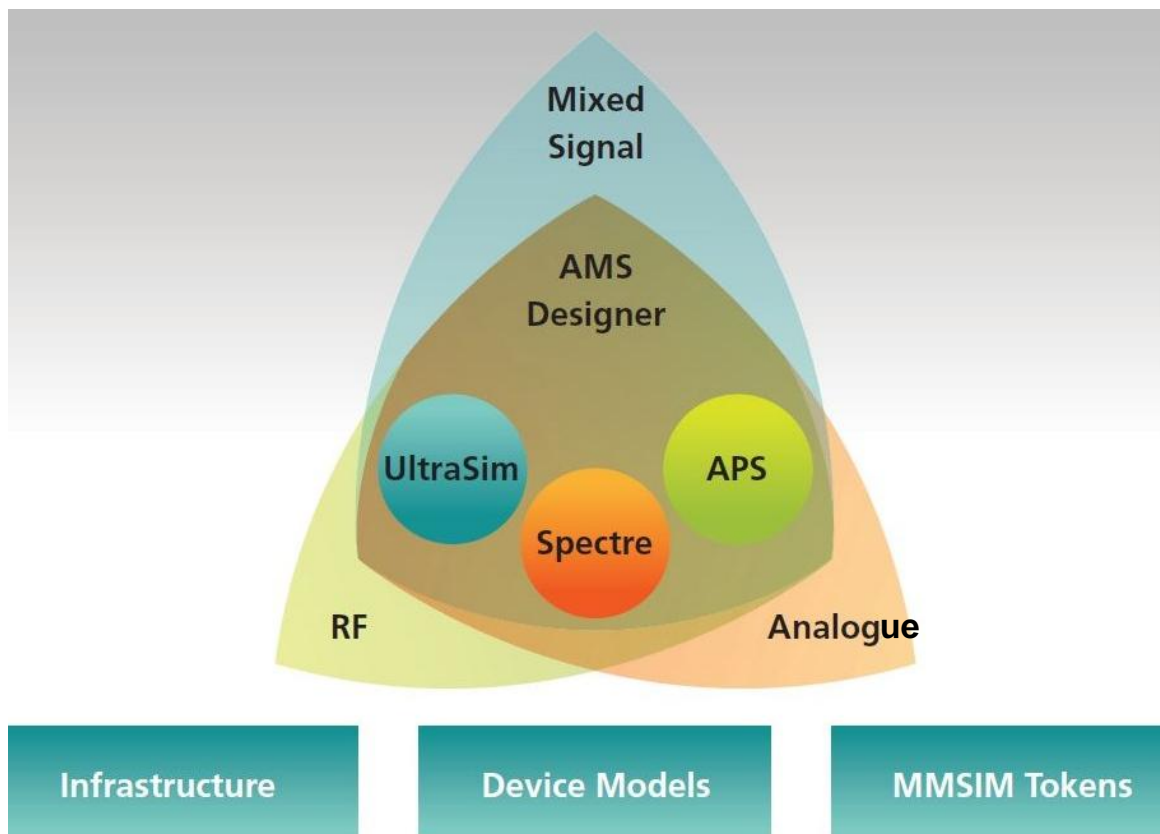 Mixed
Signal
AMS
Designer
UltraSim
APS
Spectre
RF
Analogue
Infrastructure
Device Models
MMSIM Tokens